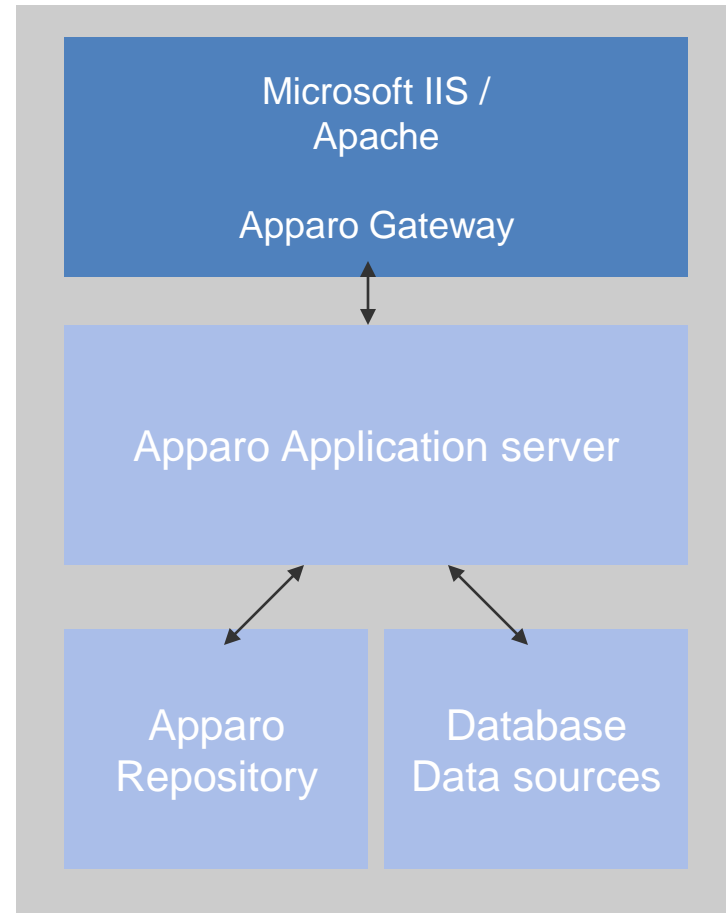 Microsoft IIS /
Apache
Apparo Gateway
Apparo Application server
Apparo
Repository
Database
Data sources